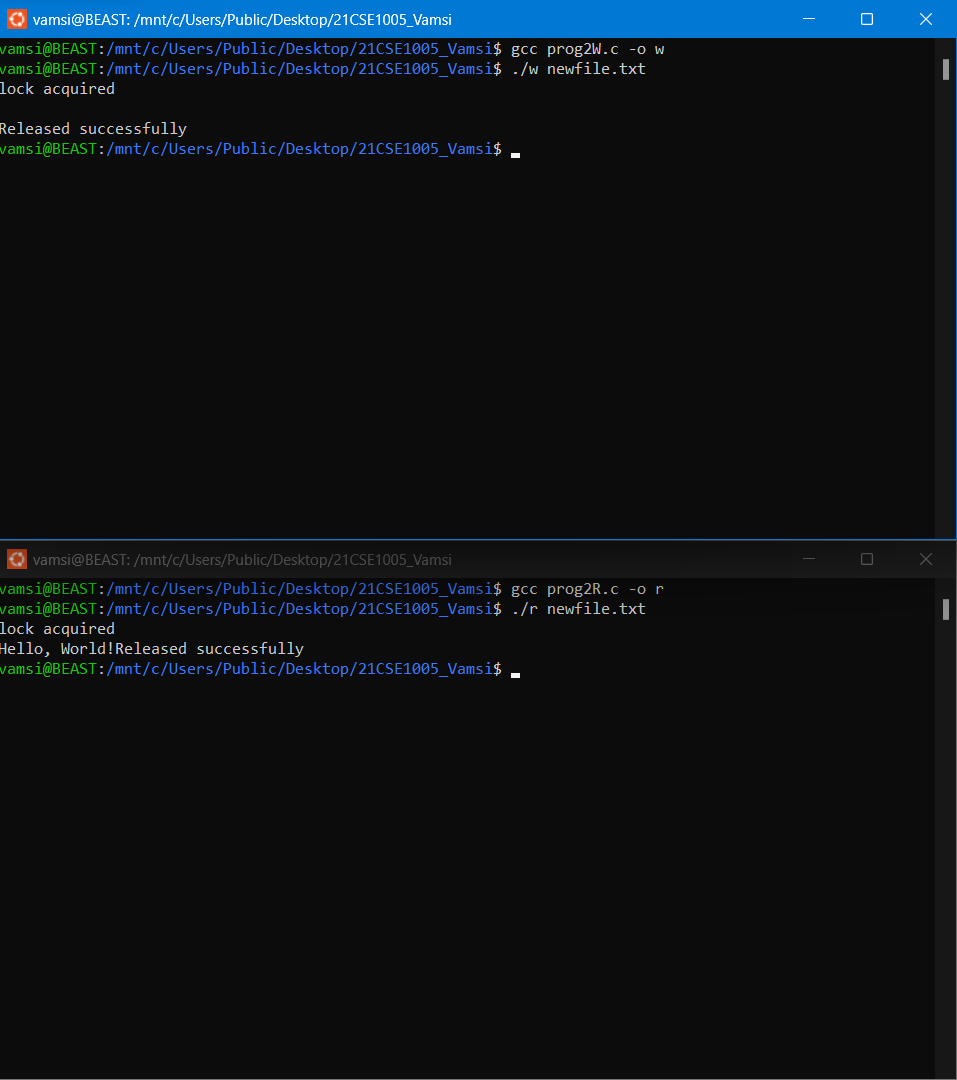 vamsi@BEAST: /mnt/c/Users/Public/Desktop/21CSE1005_Vamsi
vamsi@BEAST:/mnt/c/Users/Public/Desktop/21CSE1005_Vamsi$ gcc prog2W.c -o w
vamsi@BEAST:/mnt/c/Users/Public/Desktop/21CSE1005_Vamsi$ ./w newfile.txt
lock acquired
Released successfully
vamsi@BEAST:/mnt/c/Users/Public/Desktop/21CSE1005_Vamsi$
vamsi@BEAST: /mnt/c/Users/Public/Desktop/21CSE1005_Vamsi
vamsi@BEAST:/mnt/c/Users/Public/Desktop/21CSE1005_Vamsi$ gcc prog2R.c -o r
vamsi@BEAST:/mnt/c/Users/Public/Desktop/21CSE1005_Vamsi$ ./r newfile.txt
lock acquired
Hello, World!Released successfully
vamsi@BEAST:/mnt/c/Users/Public/Desktop/21CSE1005_Vamsi$